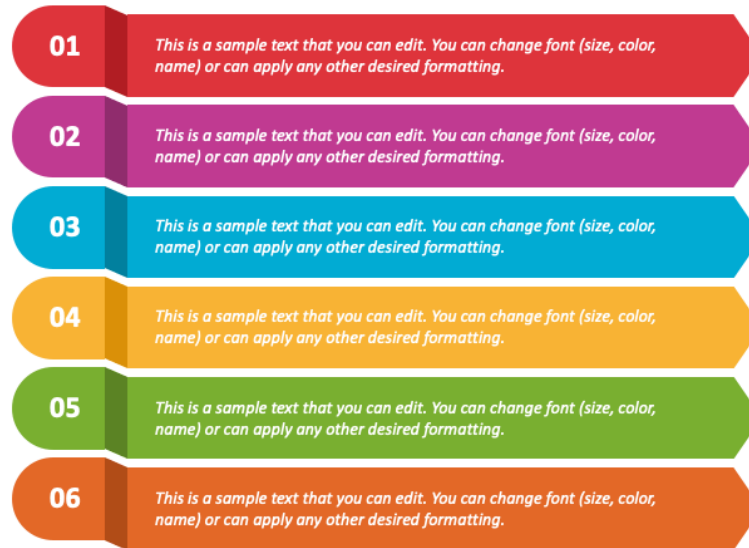 01
This is a sample text that you can edit. You can change font (size, color,
name) or can apply any other desired formatting.
02
This is a sample text that you can edit. You can change font (size, color,
name) or can apply any other desired formatting.
03
This is a sample text that you can edit. You can change font (size, color,
name) or can apply any other desired formatting.
04
This is a sample text that you can edit. You can change font (size, color,
name) or can apply any other desired formatting.
05
This is a sample text that you can edit. You can change font (size, color,
name) or can apply any other desired formatting.
06
This is a sample text that you can edit. You can change font (size, color,
name) or can apply any other desired formatting.